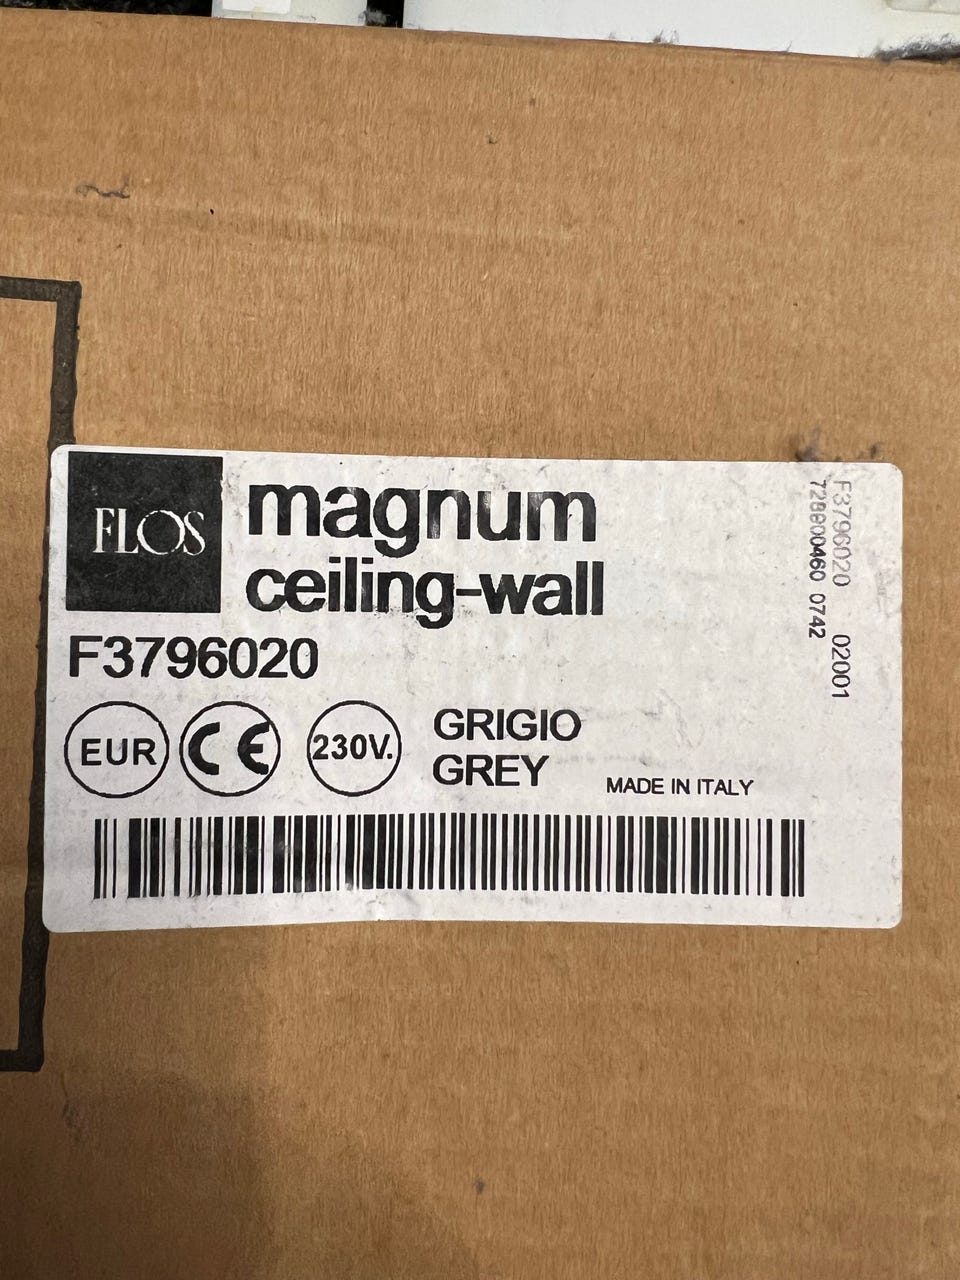 FLOS
magnum
ceiling-wall
F3796020
EUR CE 230V.
GRIGIO
GREY
MADE IN ITALY
F3796020 02001
728000460 0742